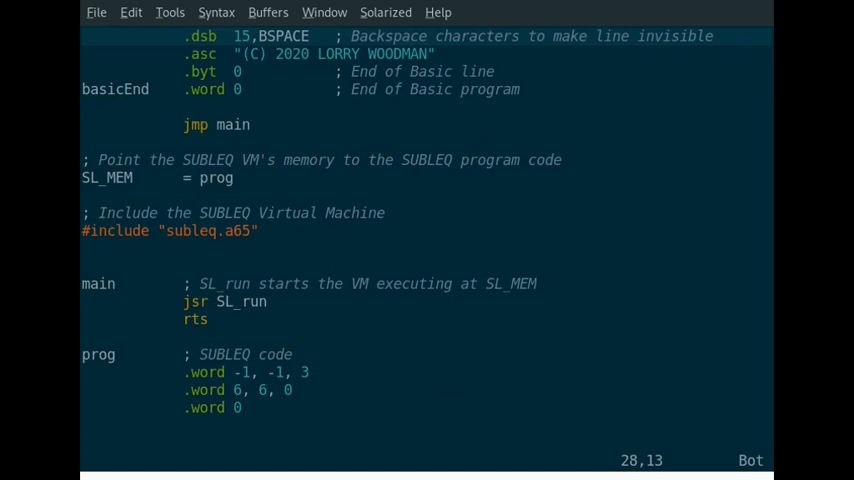 File Edit Tools Syntax Buffers Window Solarized Help
.dsb 15,BSPACE ; Backspace characters to make line invisible
.asc "(C) 2020 LORRY WOODMAN"
.byt 0 ; End of Basic line
basicEnd .word 0 ; End of Basic program
jmp main
; Point the SUBLEQ VM's memory to the SUBLEQ program code
SL_MEM = prog
; Include the SUBLEQ Virtual Machine
#include "subleq.a65"
main ; SL_run starts the VM executing at SL_MEM
jsr SL_run
rts
prog ; SUBLEQ code
.word -1, -1, 3
.word 6, 6, 0
.word 0
28,13 Bot